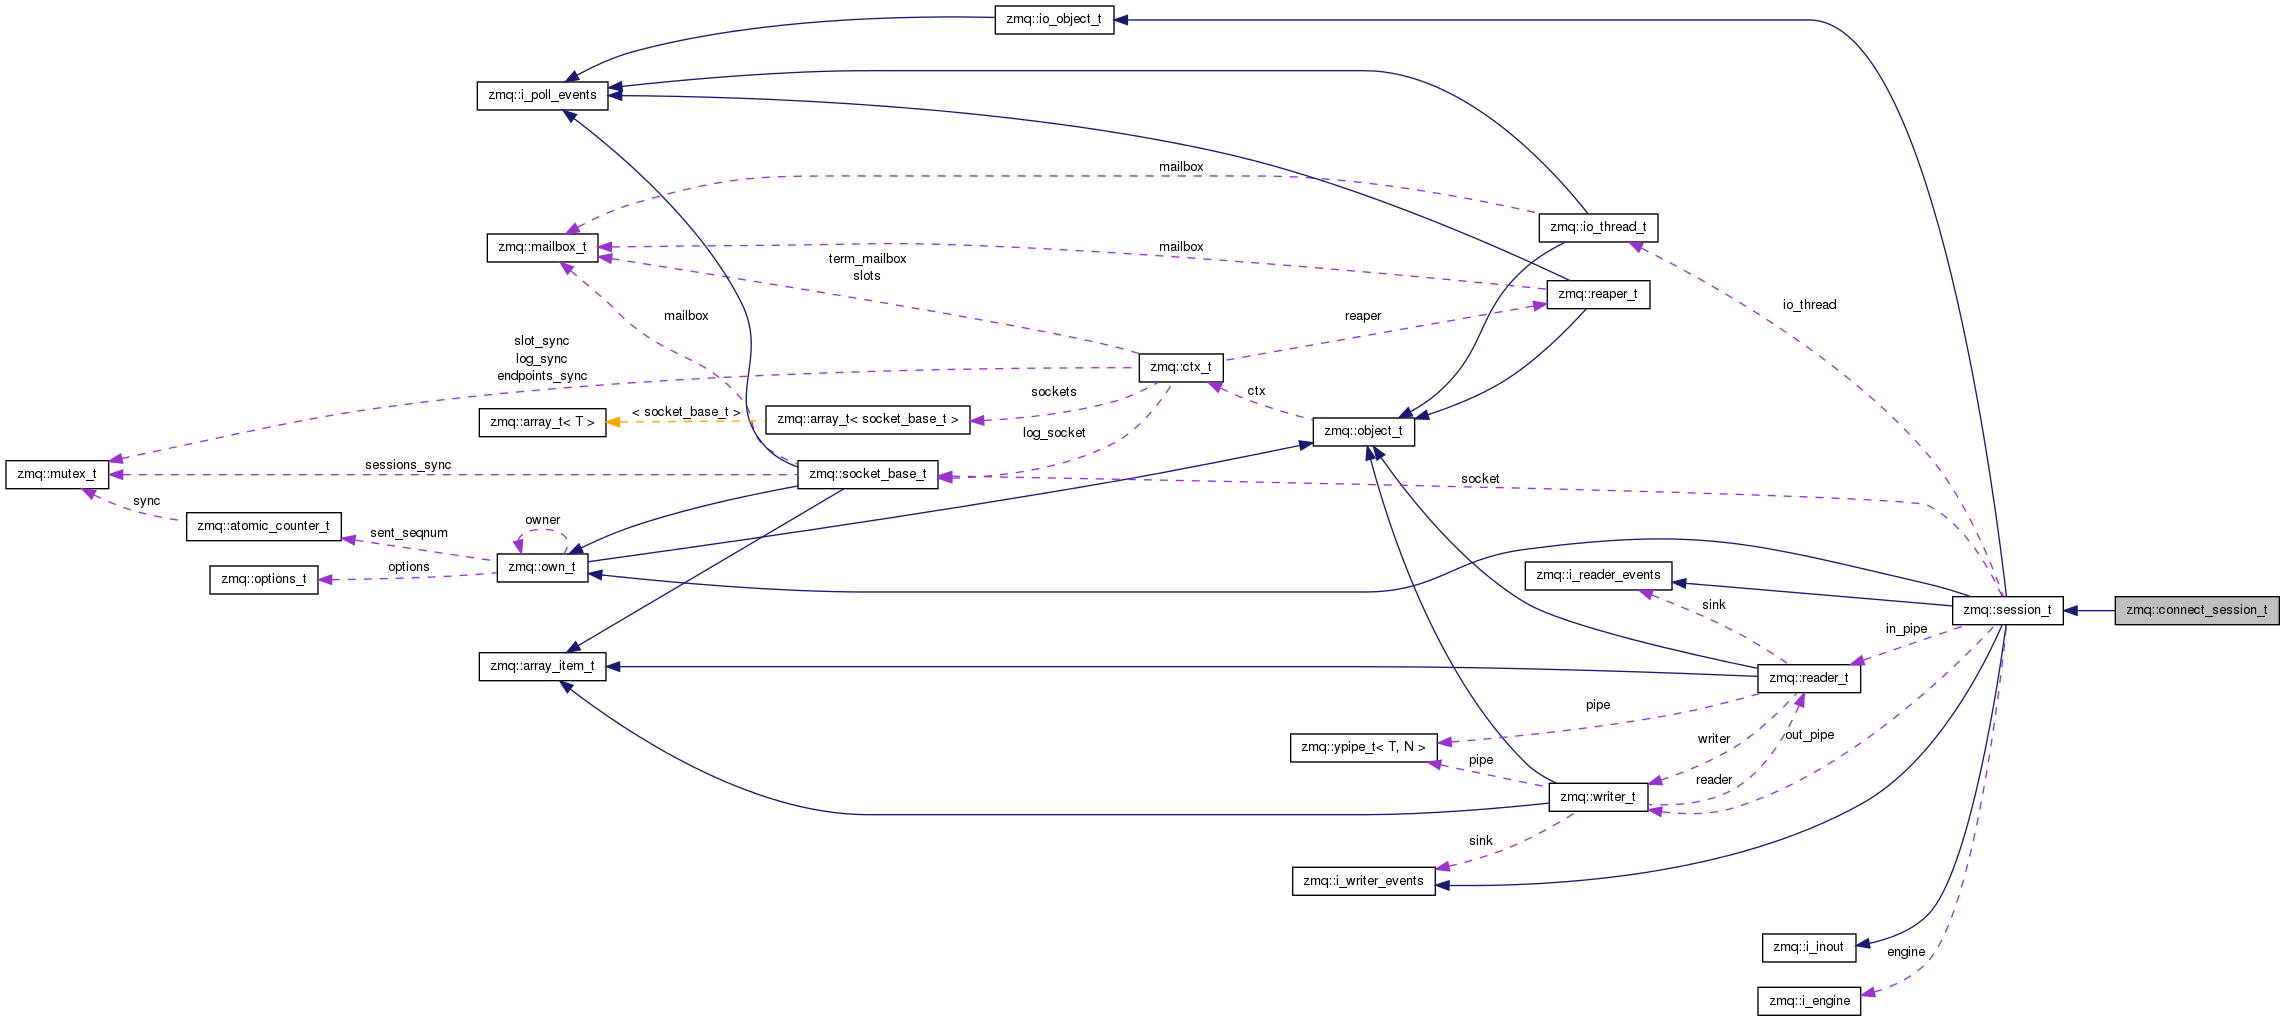 zmq::io_object_t
zmq::i_poll_events
mailbox
zmq::io_thread_t
zmq::mailbox_t
mailbox
term_mailbox
slots
zmq::reaper_t
io_thread
mailbox
reaper
slot_sync
log_sync
endpoints_sync
zmq::ctx_t
ctx
sockets
< socket_base_t >
zmq::array_t< T >
zmq::array_t< socket_base_t >
log_socket
zmq::object_t
zmq::mutex_t
sessions_sync
zmq::socket_base_t
socket
sync
zmq::atomic_counter_t
sent_seqnum
owner
options
zmq::own_t
zmq::options_t
zmq::i_reader_events
sink
zmq::session_t
zmq::connect_session_t
in_pipe
zmq::array_item_t
zmq::reader_t
pipe
zmq::ypipe_t< T, N >
writer
out_pipe
pipe
reader
zmq::writer_t
sink
zmq::i_writer_events
zmq::i_inout
engine
zmq::i_engine